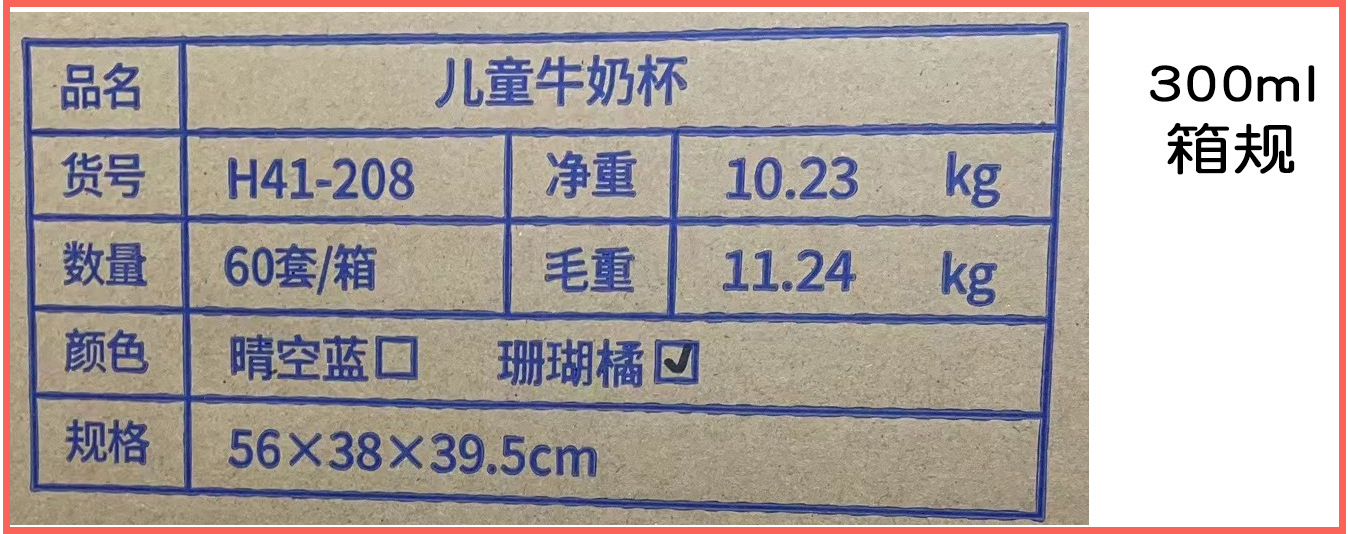 品名 儿童牛奶杯
货号 H41-208 净重 10.23 kg
数量 60套/箱 毛重 11.24 kg
颜色 晴空蓝□ 珊瑚橘☑
规格 56×38×39.5cm
300ml
箱规